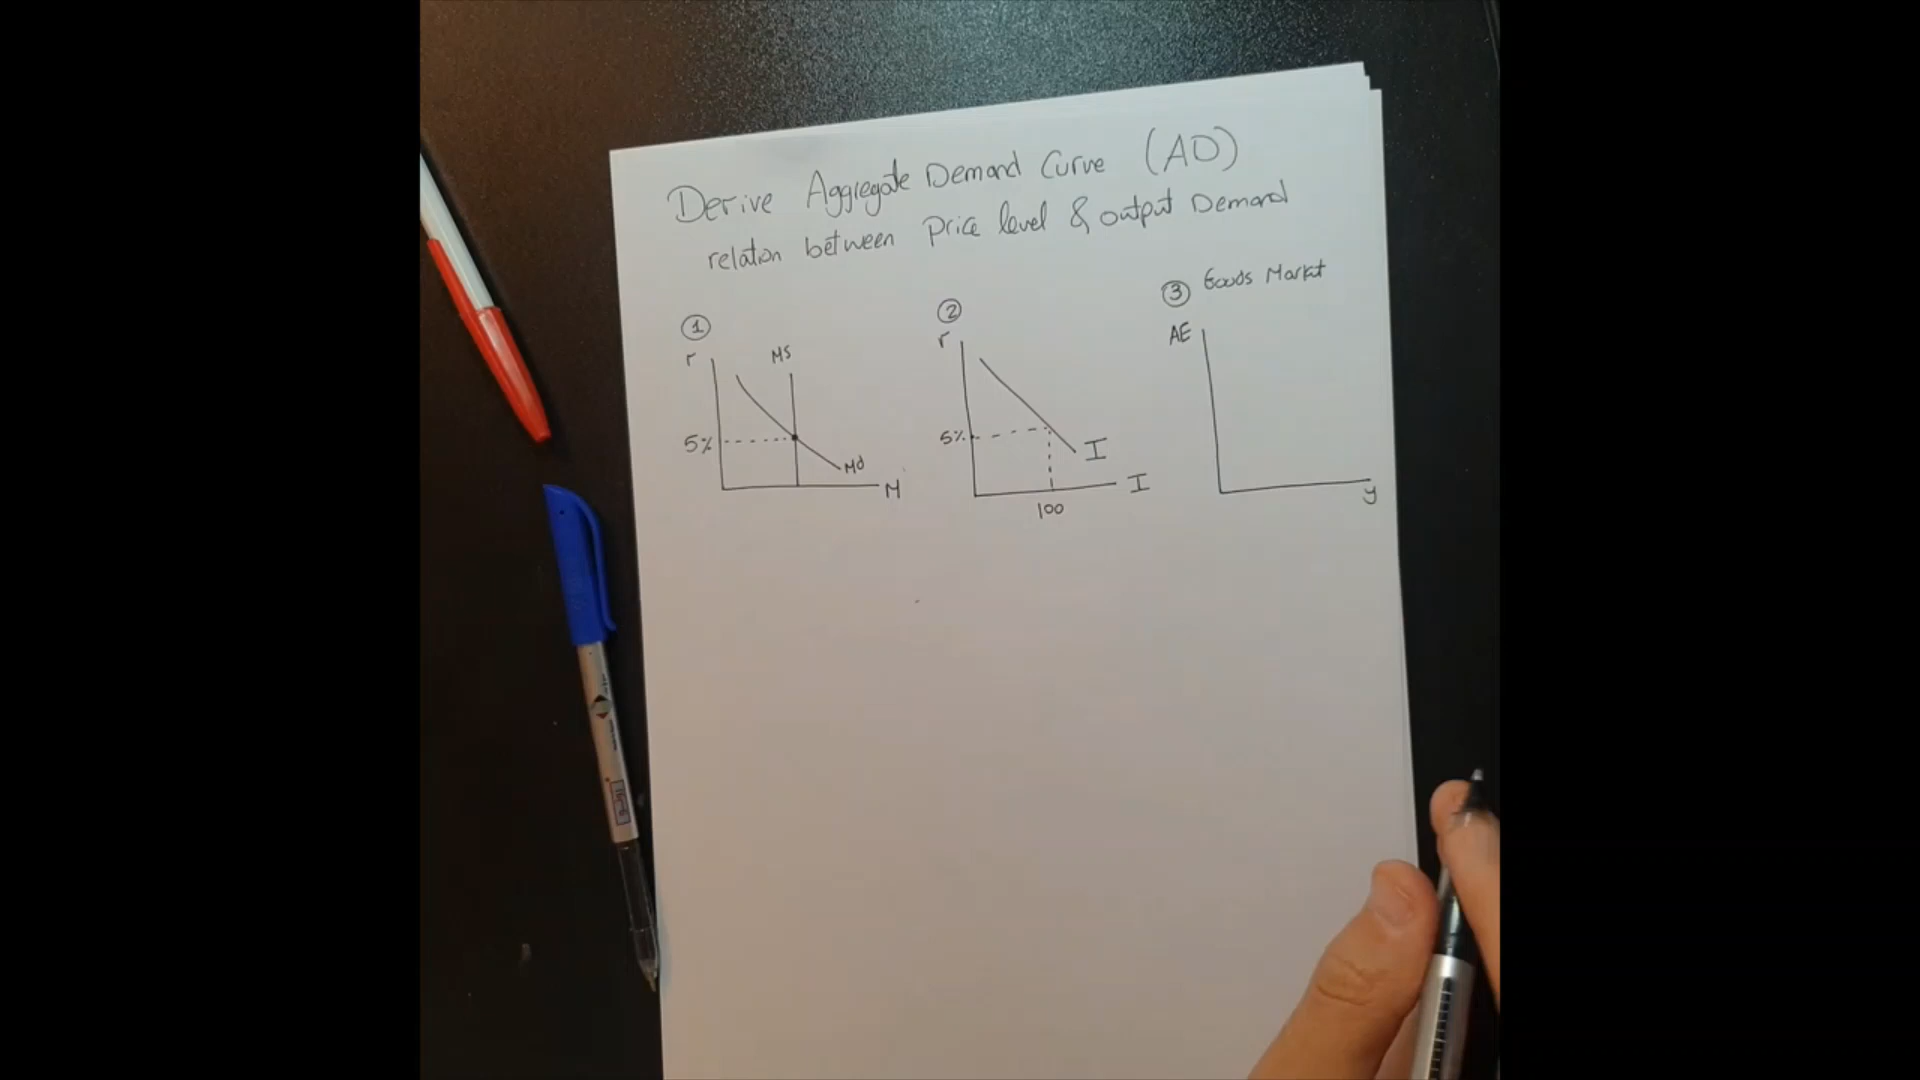 Derive Aggregate Demand Curve (AD)
relation between Price level & output Demand
1
r
MS
5%
Md
M
2
r
5%
I
I
100
3 Goods Market
AE
y